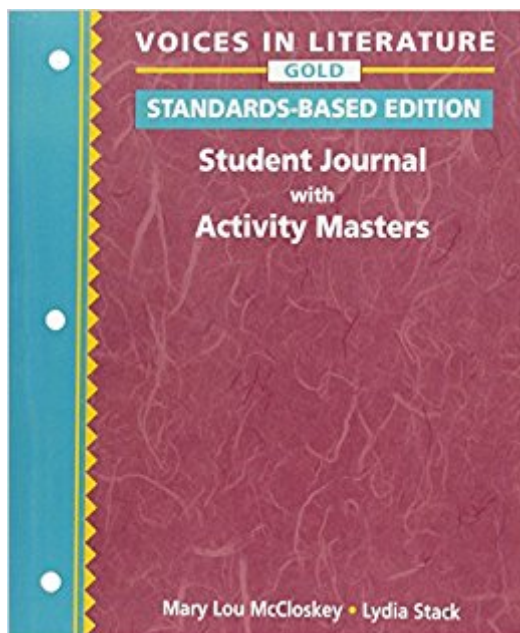 VOICES IN LITERATURE
GOLD
STANDARDS-BASED EDITION
Student Journal
with
Activity Masters
Mary Lou McCloskey • Lydia Stack